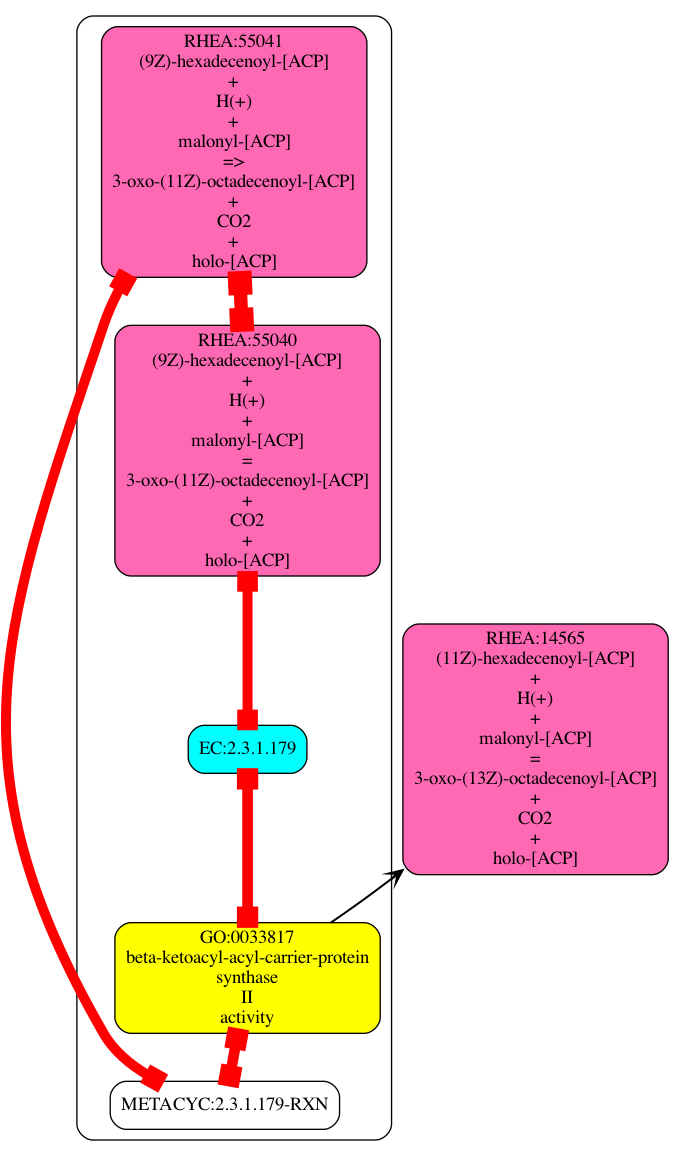 RHEA:55041
(9Z)-hexadecenoyl-[ACP]
+
H(+)
+
malonyl-[ACP]
=>
3-oxo-(11Z)-octadecenoyl-[ACP]
+
CO2
+
holo-[ACP]
RHEA:55040
(9Z)-hexadecenoyl-[ACP]
+
H(+)
+
malonyl-[ACP]
=
3-oxo-(11Z)-octadecenoyl-[ACP]
+
CO2
+
holo-[ACP]
RHEA:14565
(11Z)-hexadecenoyl-[ACP]
+
H(+)
+
malonyl-[ACP]
=
3-oxo-(13Z)-octadecenoyl-[ACP]
+
CO2
+
holo-[ACP]
EC:2.3.1.179
GO:0033817
beta-ketoacyl-acyl-carrier-protein
synthase
II
activity
METACYC:2.3.1.179-RXN